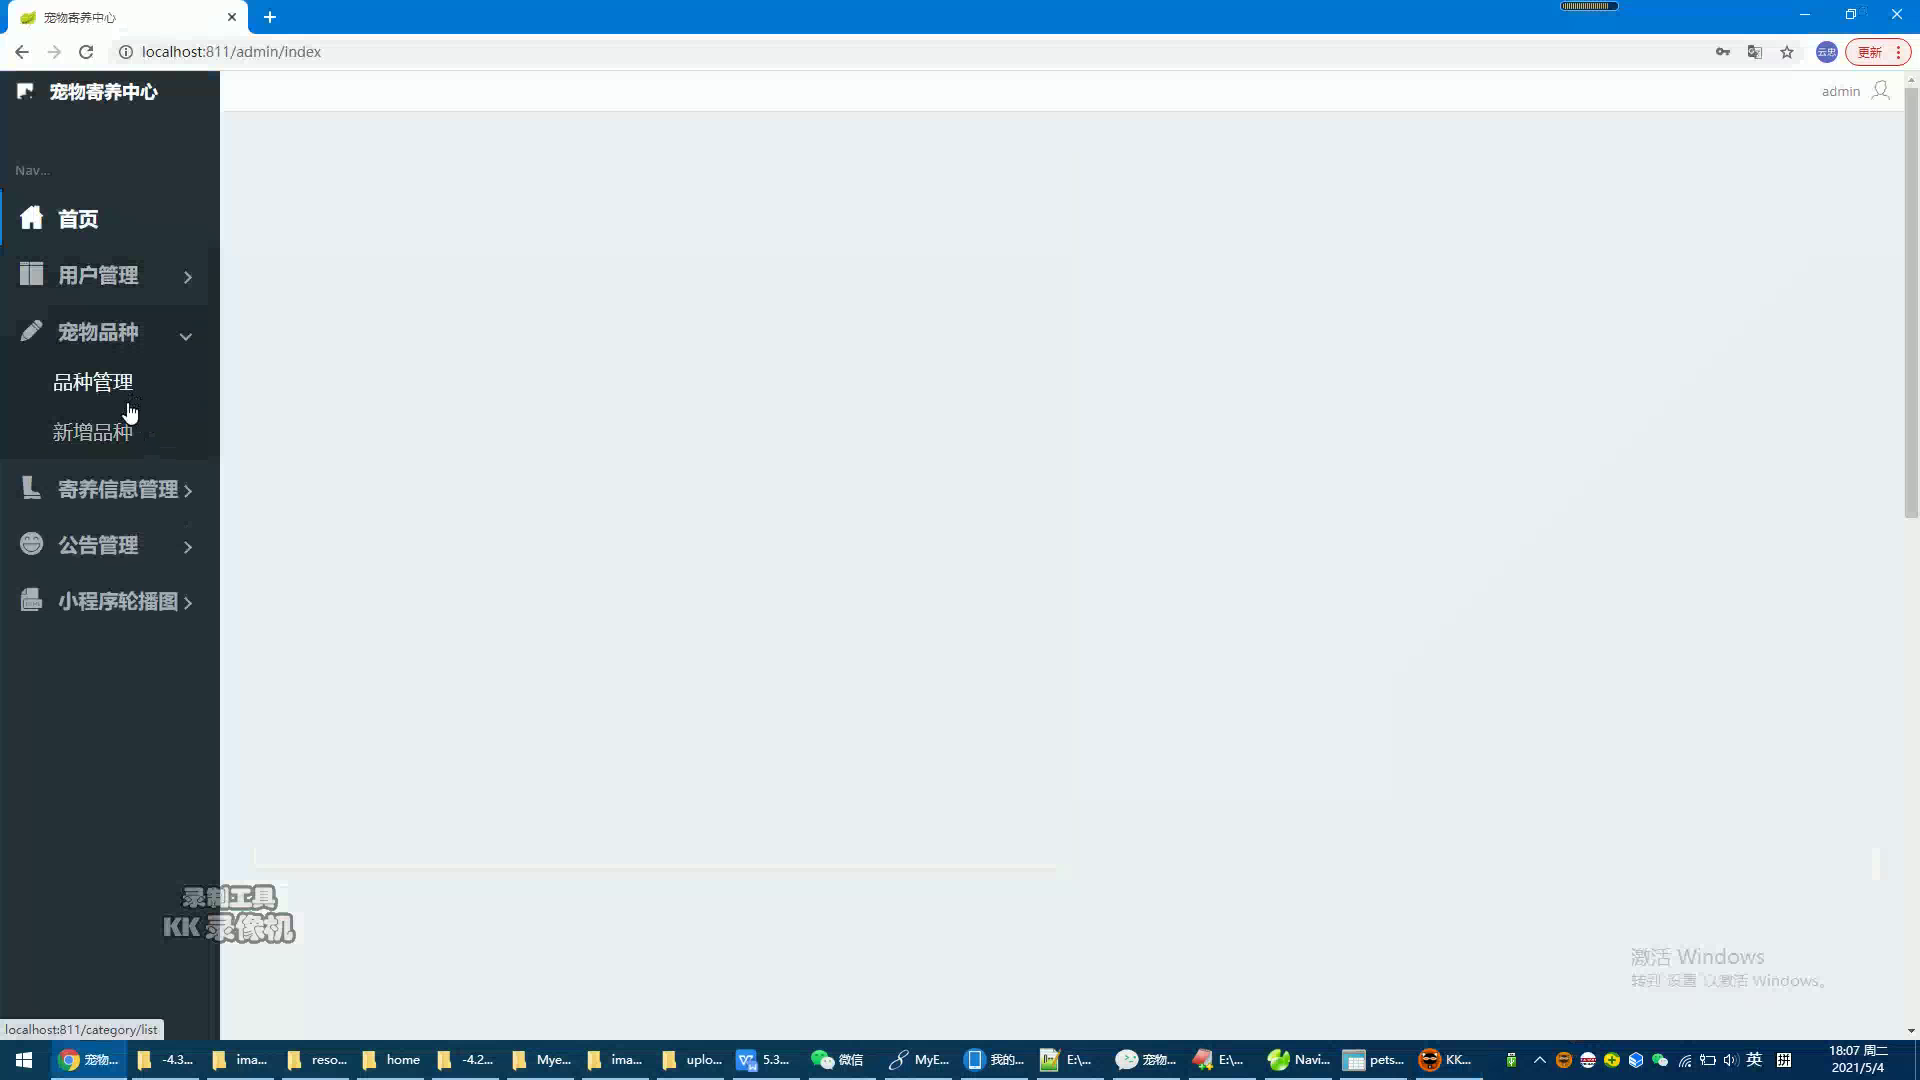 宠物寄养中心
localhost:811/admin/index
云忠
更新
宠物寄养中心
admin
Nav...
首页
用户管理
宠物品种
品种管理
新增品种
寄养信息管理
公告管理
小程序轮播图
录制工具
KK 录像机
激活 Windows
转到"设置"以激活 Windows。
localhost:811/category/list
宠物...
-4.3...
ima...
reso...
home
-4.2...
Mye...
ima...
uplo...
5.3...
微信
MyE...
我的...
E:\...
宠物...
E:\...
Navi...
pets...
KK...
英
拼
18:07 周二
2021/5/4